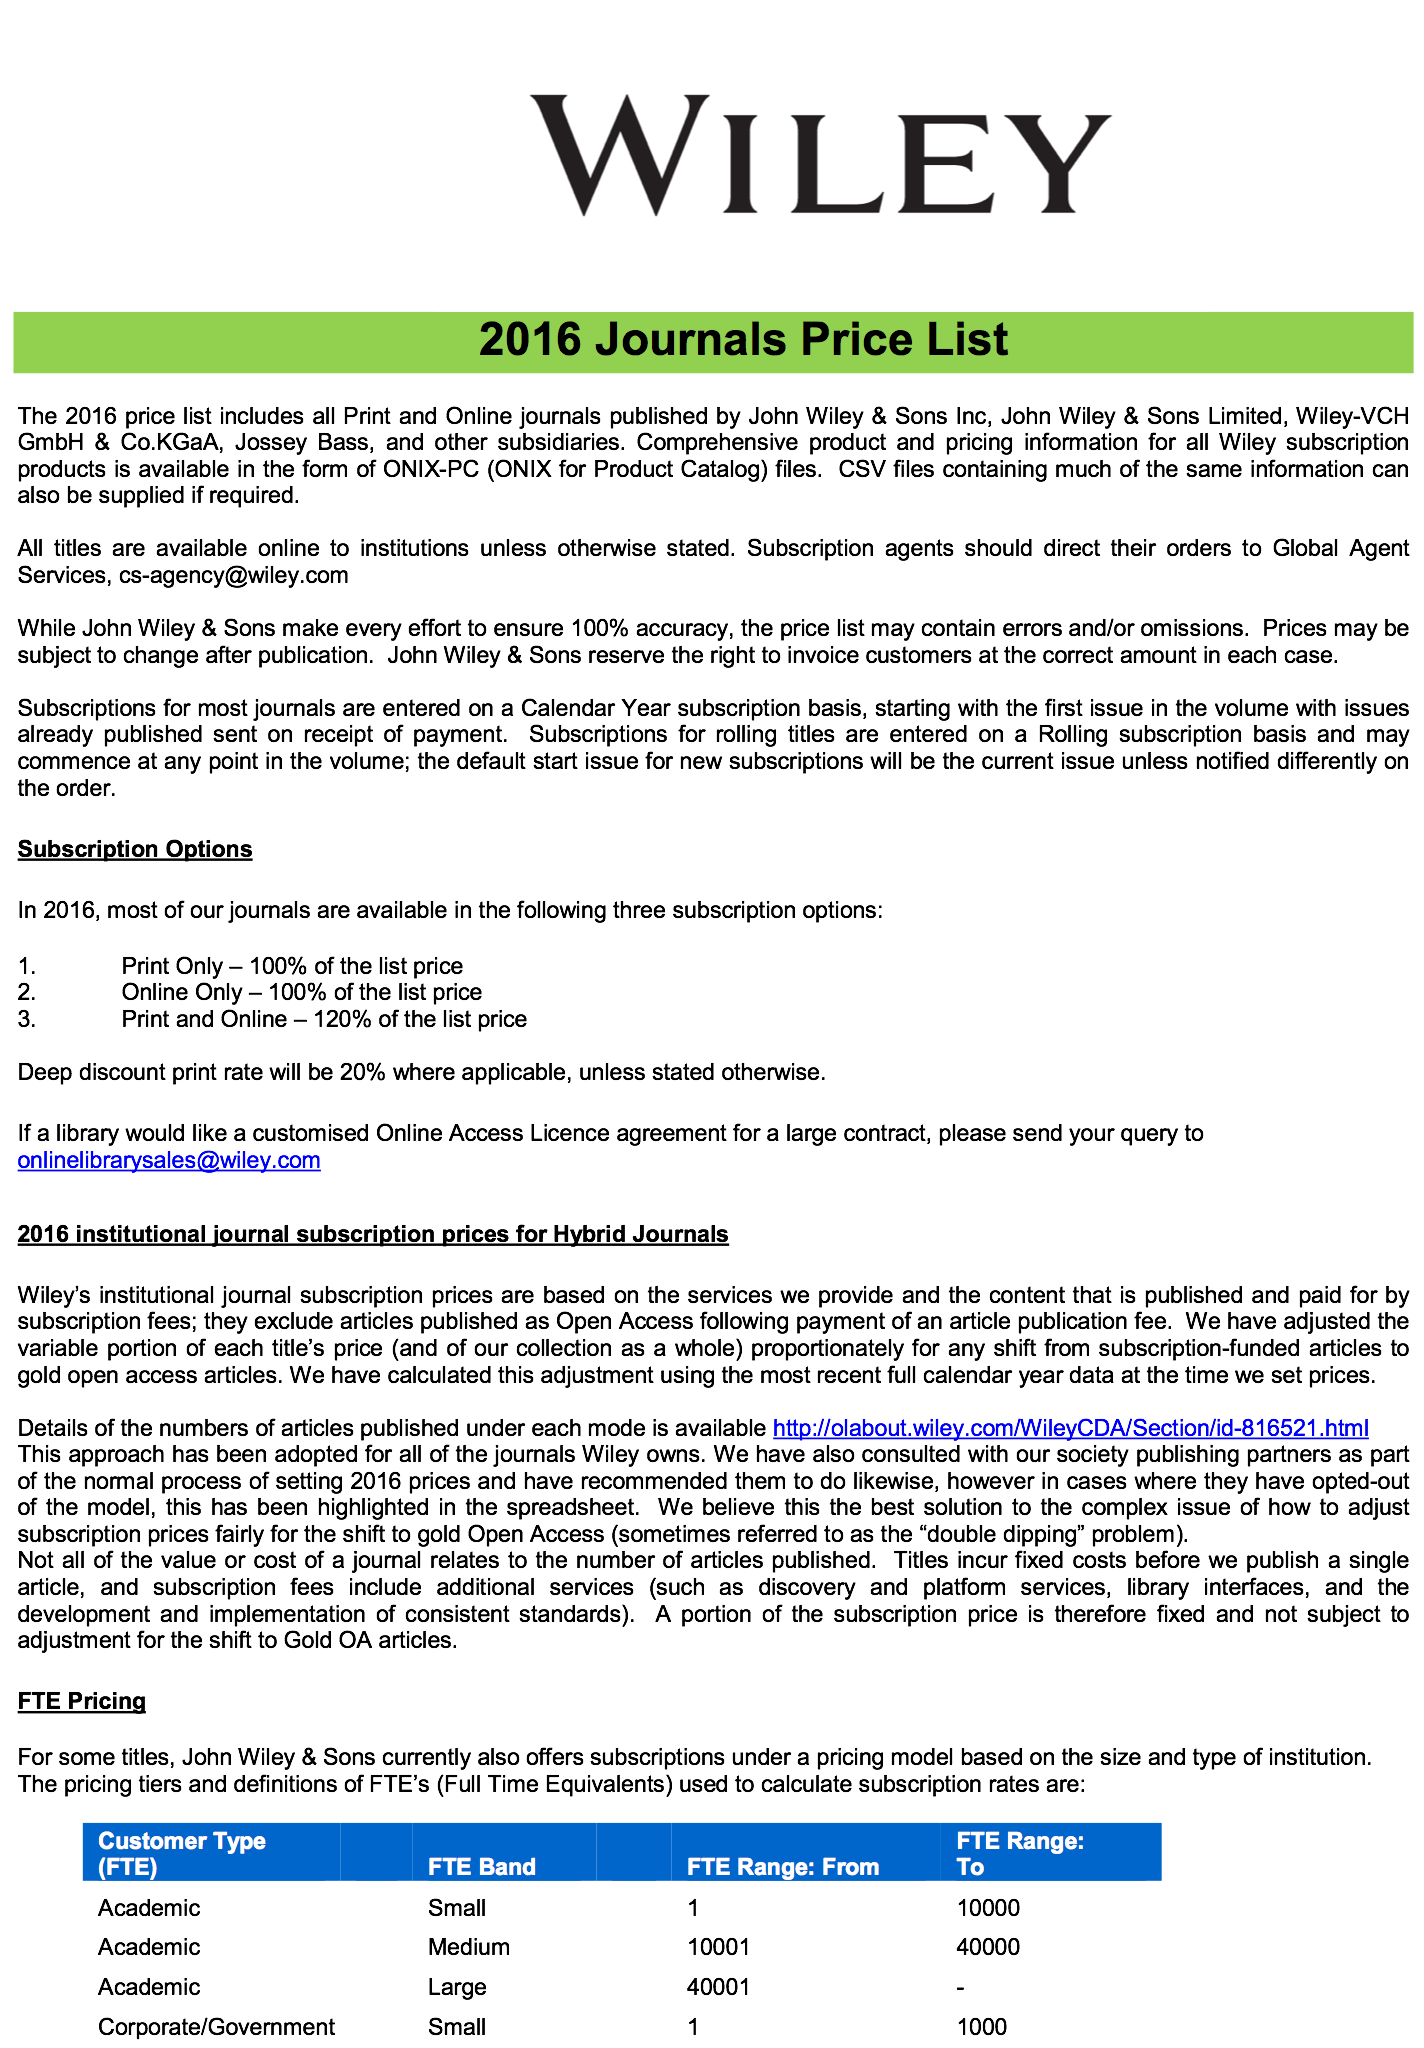 WILEY
2016 Journals Price List
The 2016 price list includes all Print and Online journals published by John Wiley & Sons Inc, John Wiley & Sons Limited, Wiley-VCH
GmbH & Co.KGaA, Jossey Bass, and other subsidiaries. Comprehensive product and pricing information for all Wiley subscription
products is available in the form of ONIX-PC (ONIX for Product Catalog) files.  CSV files containing much of the same information can
also be supplied if required.
All titles are available online to institutions unless otherwise stated. Subscription agents should direct their orders to Global Agent
Services, cs-agency@wiley.com
While John Wiley & Sons make every effort to ensure 100% accuracy, the price list may contain errors and/or omissions.  Prices may be
subject to change after publication.  John Wiley & Sons reserve the right to invoice customers at the correct amount in each case.
Subscriptions for most journals are entered on a Calendar Year subscription basis, starting with the first issue in the volume with issues
already published sent on receipt of payment.  Subscriptions for rolling titles are entered on a Rolling subscription basis and may
commence at any point in the volume; the default start issue for new subscriptions will be the current issue unless notified differently on
the order.
Subscription Options
In 2016, most of our journals are available in the following three subscription options:
1. Print Only – 100% of the list price
2. Online Only – 100% of the list price
3. Print and Online – 120% of the list price
Deep discount print rate will be 20% where applicable, unless stated otherwise.
If a library would like a customised Online Access Licence agreement for a large contract, please send your query to
onlinelibrarysales@wiley.com
2016 institutional journal subscription prices for Hybrid Journals
Wiley’s institutional journal subscription prices are based on the services we provide and the content that is published and paid for by
subscription fees; they exclude articles published as Open Access following payment of an article publication fee.  We have adjusted the
variable portion of each title’s price (and of our collection as a whole) proportionately for any shift from subscription-funded articles to
gold open access articles. We have calculated this adjustment using the most recent full calendar year data at the time we set prices.
Details of the numbers of articles published under each mode is available http://olabout.wiley.com/WileyCDA/Section/id-816521.html
This approach has been adopted for all of the journals Wiley owns. We have also consulted with our society publishing partners as part
of the normal process of setting 2016 prices and have recommended them to do likewise, however in cases where they have opted-out
of the model, this has been highlighted in the spreadsheet.  We believe this the best solution to the complex issue of how to adjust
subscription prices fairly for the shift to gold Open Access (sometimes referred to as the “double dipping” problem).
Not all of the value or cost of a journal relates to the number of articles published.  Titles incur fixed costs before we publish a single
article, and subscription fees include additional services (such as discovery and platform services, library interfaces, and the
development and implementation of consistent standards).  A portion of the subscription price is therefore fixed and not subject to
adjustment for the shift to Gold OA articles.
FTE Pricing
For some titles, John Wiley & Sons currently also offers subscriptions under a pricing model based on the size and type of institution.
The pricing tiers and definitions of FTE’s (Full Time Equivalents) used to calculate subscription rates are:
Customer Type (FTE) FTE Band FTE Range: From FTE Range: To
Academic Small 1 10000
Academic Medium 10001 40000
Academic Large 40001 -
Corporate/Government Small 1 1000